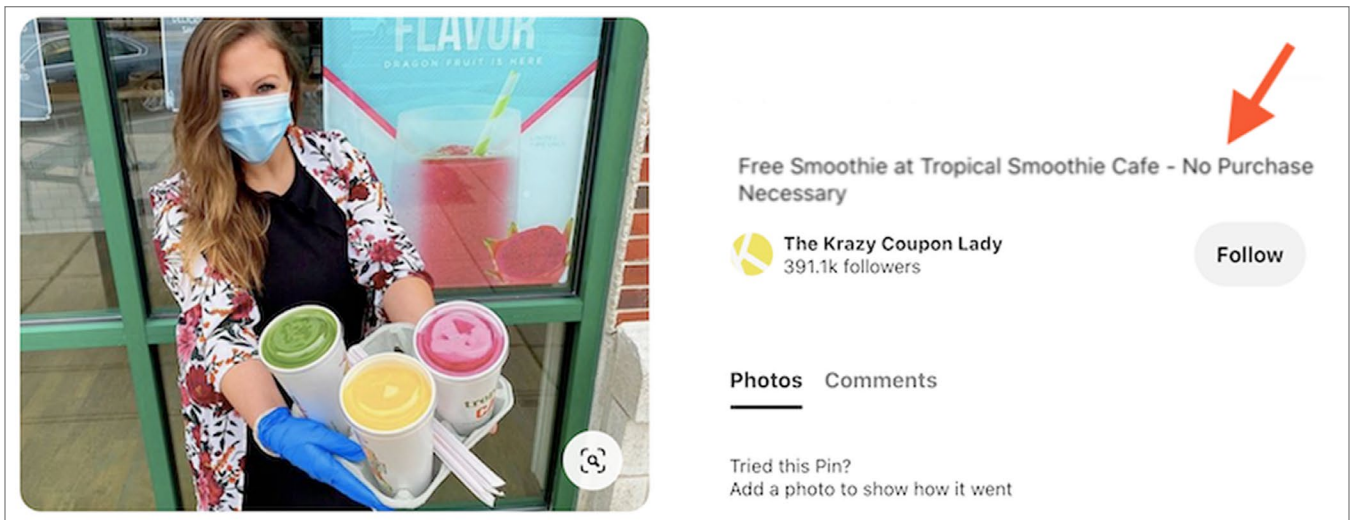 FLAVOR
DRAGON FRUIT IS HERE
Free Smoothie at Tropical Smoothie Cafe - No Purchase
Necessary
The Krazy Coupon Lady
391.1k followers
Follow
Photos
Comments
Tried this Pin?
Add a photo to show how it went